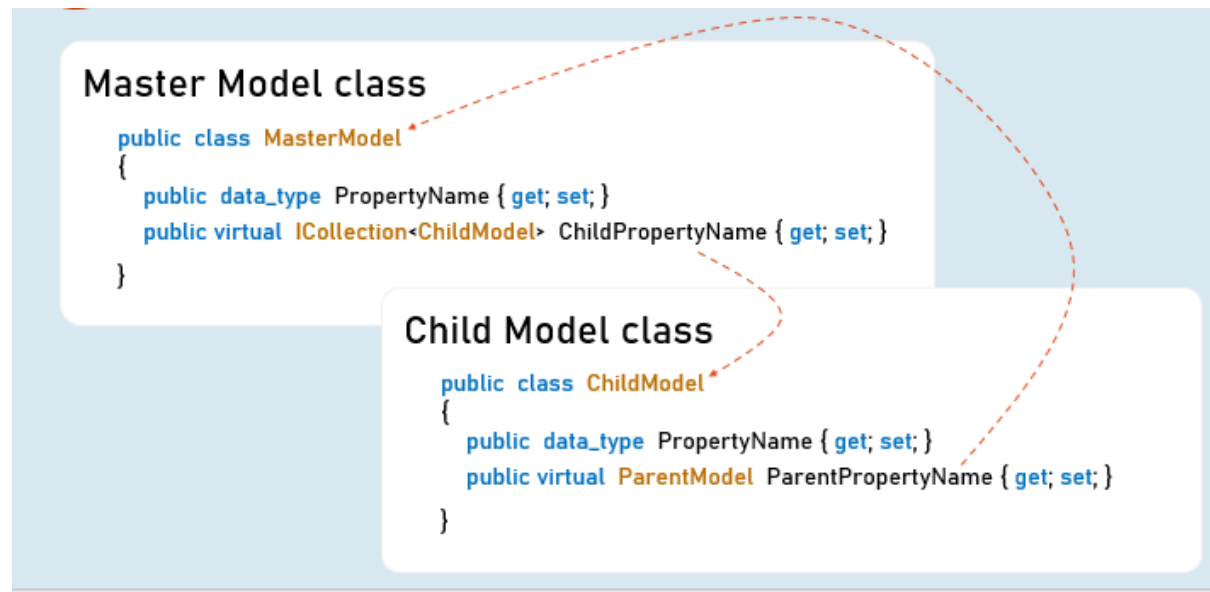 Master Model class
public class MasterModel
{
public data_type PropertyName { get; set; }
public virtual ICollection<ChildModel> ChildPropertyName { get; set; }
}
Child Model class
public class ChildModel
{
public data_type PropertyName { get; set; }
public virtual ParentModel ParentPropertyName { get; set; }
}